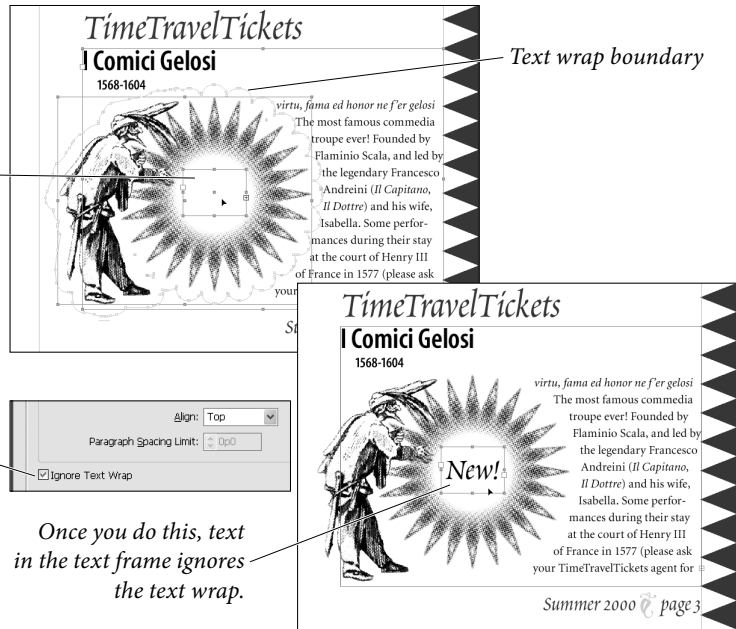 TimeTravelTickets
I Comici Gelosi
1568-1604
Text wrap boundary
virtu, fama ed honor ne f'er gelosi
The most famous commedia
troupe ever! Founded by
Flaminio Scala, and led by
the legendary Francesco
Andreini (Il Capitano,
Il Dottre) and his wife,
Isabella. Some perfor-
mances during their stay
at the court of Henry III
of France in 1577 (please ask
your
Align: Top
Paragraph Spacing Limit: 0p0
Ignore Text Wrap
Once you do this, text
in the text frame ignores
the text wrap.
TimeTravelTickets
I Comici Gelosi
1568-1604
virtu, fama ed honor ne f'er gelosi
The most famous commedia
troupe ever! Founded by
Flaminio Scala, and led by
the legendary Francesco
Andreini (Il Capitano,
Il Dottre) and his wife,
Isabella. Some perfor-
mances during their stay
at the court of Henry III
of France in 1577 (please ask
your TimeTravelTickets agent for
New!
Summer 2000 page 3